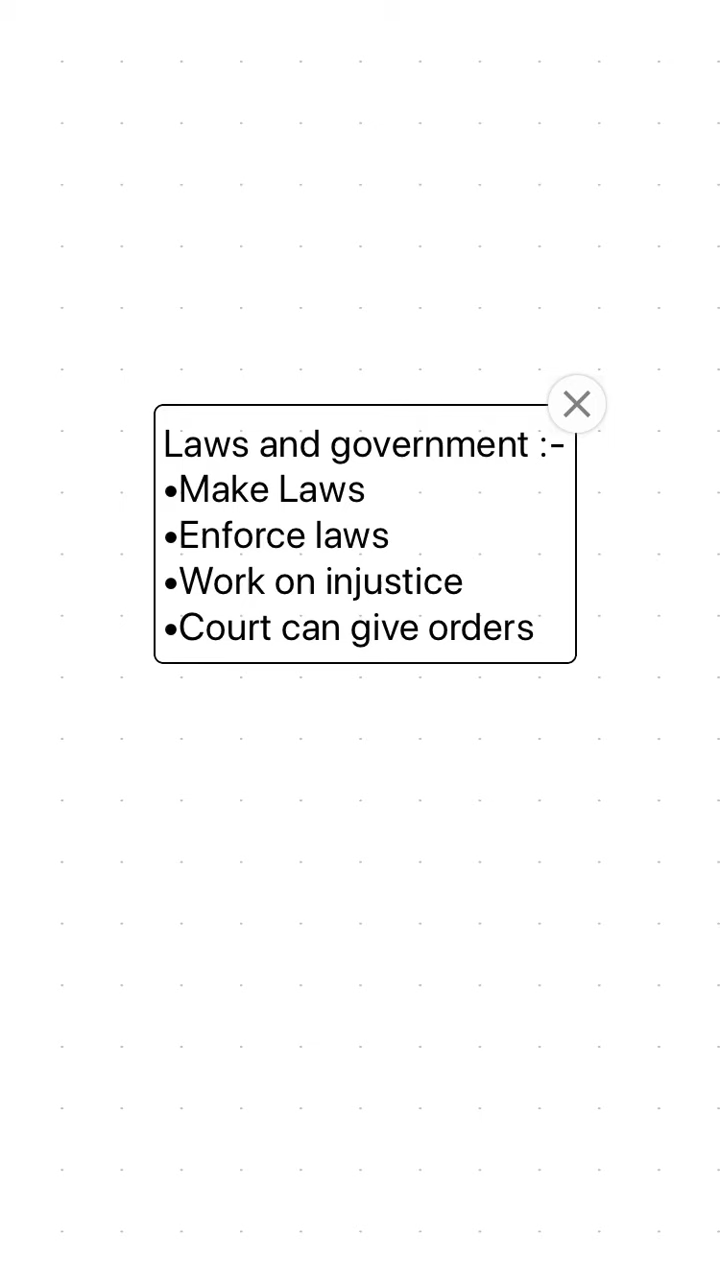 Laws and government :-
•Make Laws
•Enforce laws
•Work on injustice
•Court can give orders